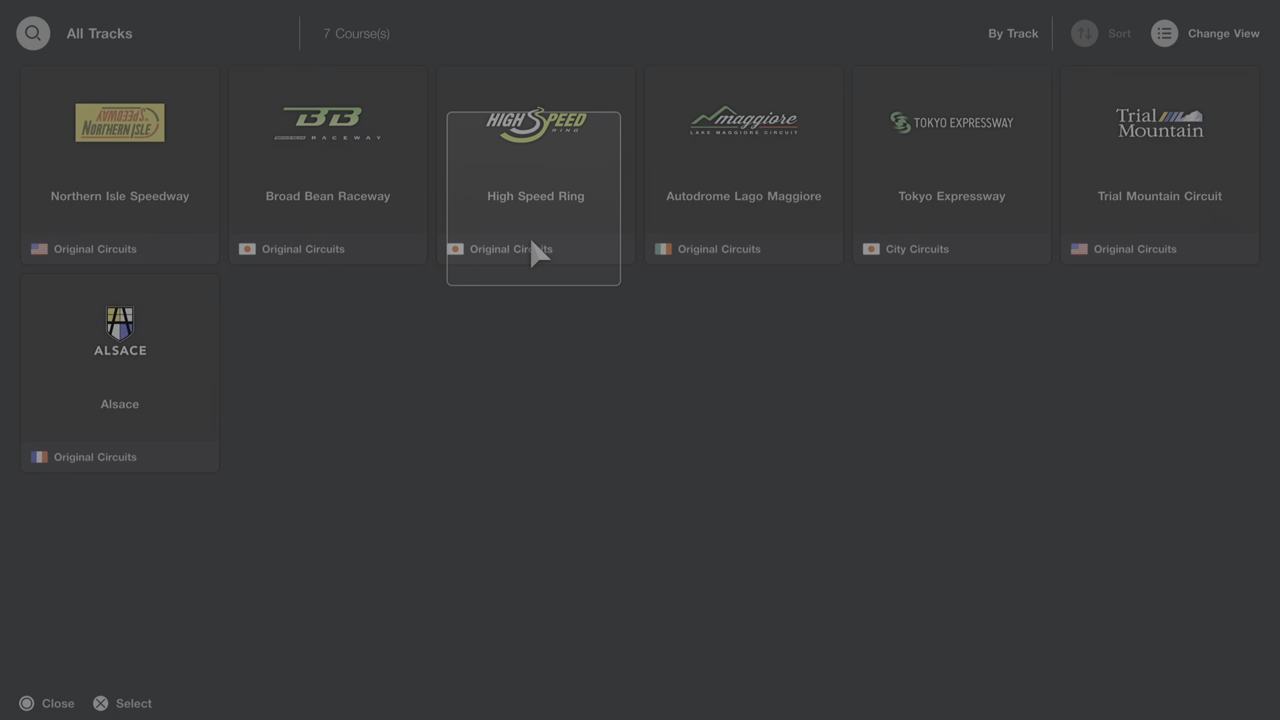 All Tracks
7 Course(s)
By Track
Sort
Change View
SPEEDWAY
NORTHERN ISLE
BB
RACEWAY
HIGH SPEED
RING
maggiore
LAKE MAGGIORE CIRCUIT
TOKYO EXPRESSWAY
Trial
Mountain
Northern Isle Speedway
Broad Bean Raceway
High Speed Ring
Autodrome Lago Maggiore
Tokyo Expressway
Trial Mountain Circuit
Original Circuits
Original Circuits
Original Circuits
Original Circuits
City Circuits
Original Circuits
ALSACE
Alsace
Original Circuits
Close
Select